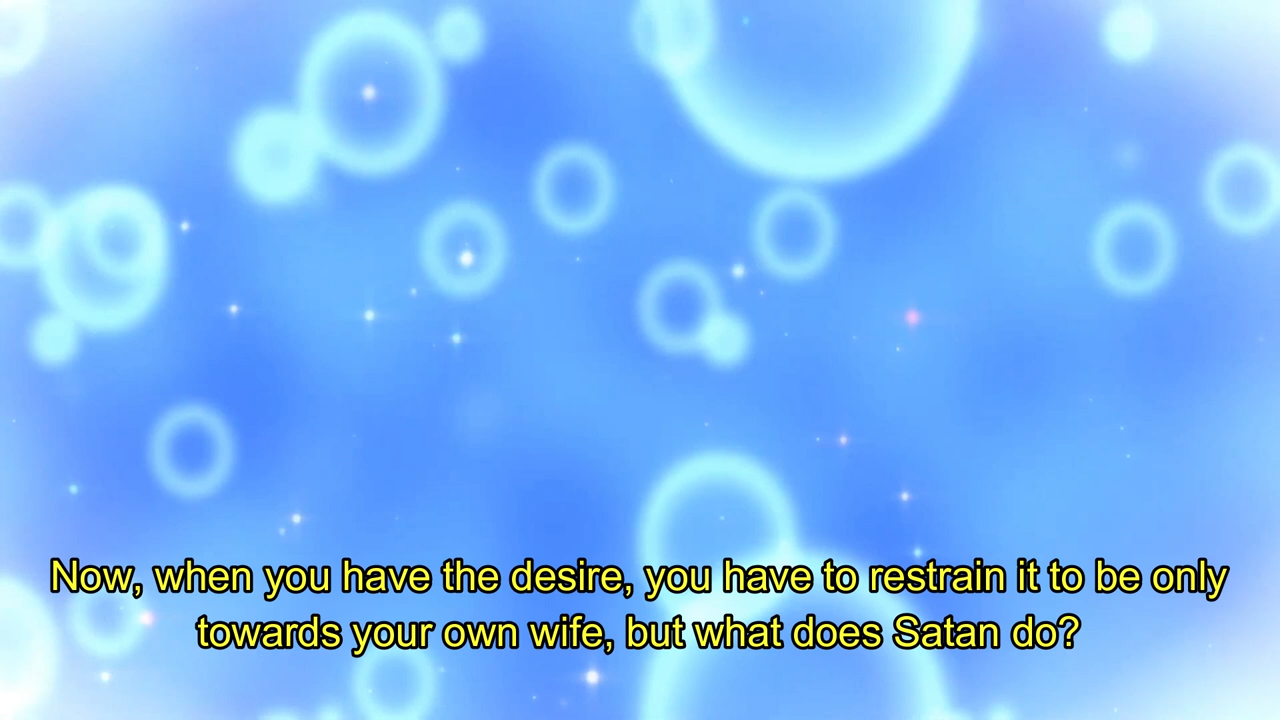 Now, when you have the desire, you have to restrain it to be only
towards your own wife, but what does Satan do?